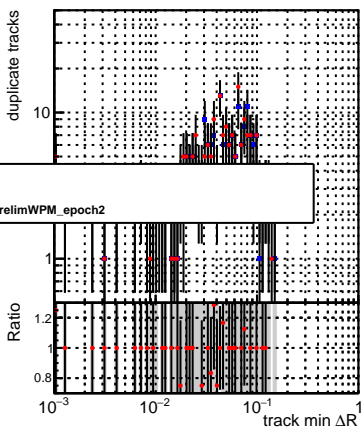 duplicate tracks
10
relimWPM_epoch2
1
Ratio
1.2
1
0.8
10⁻³
10⁻²
10⁻¹
1
track min ΔR